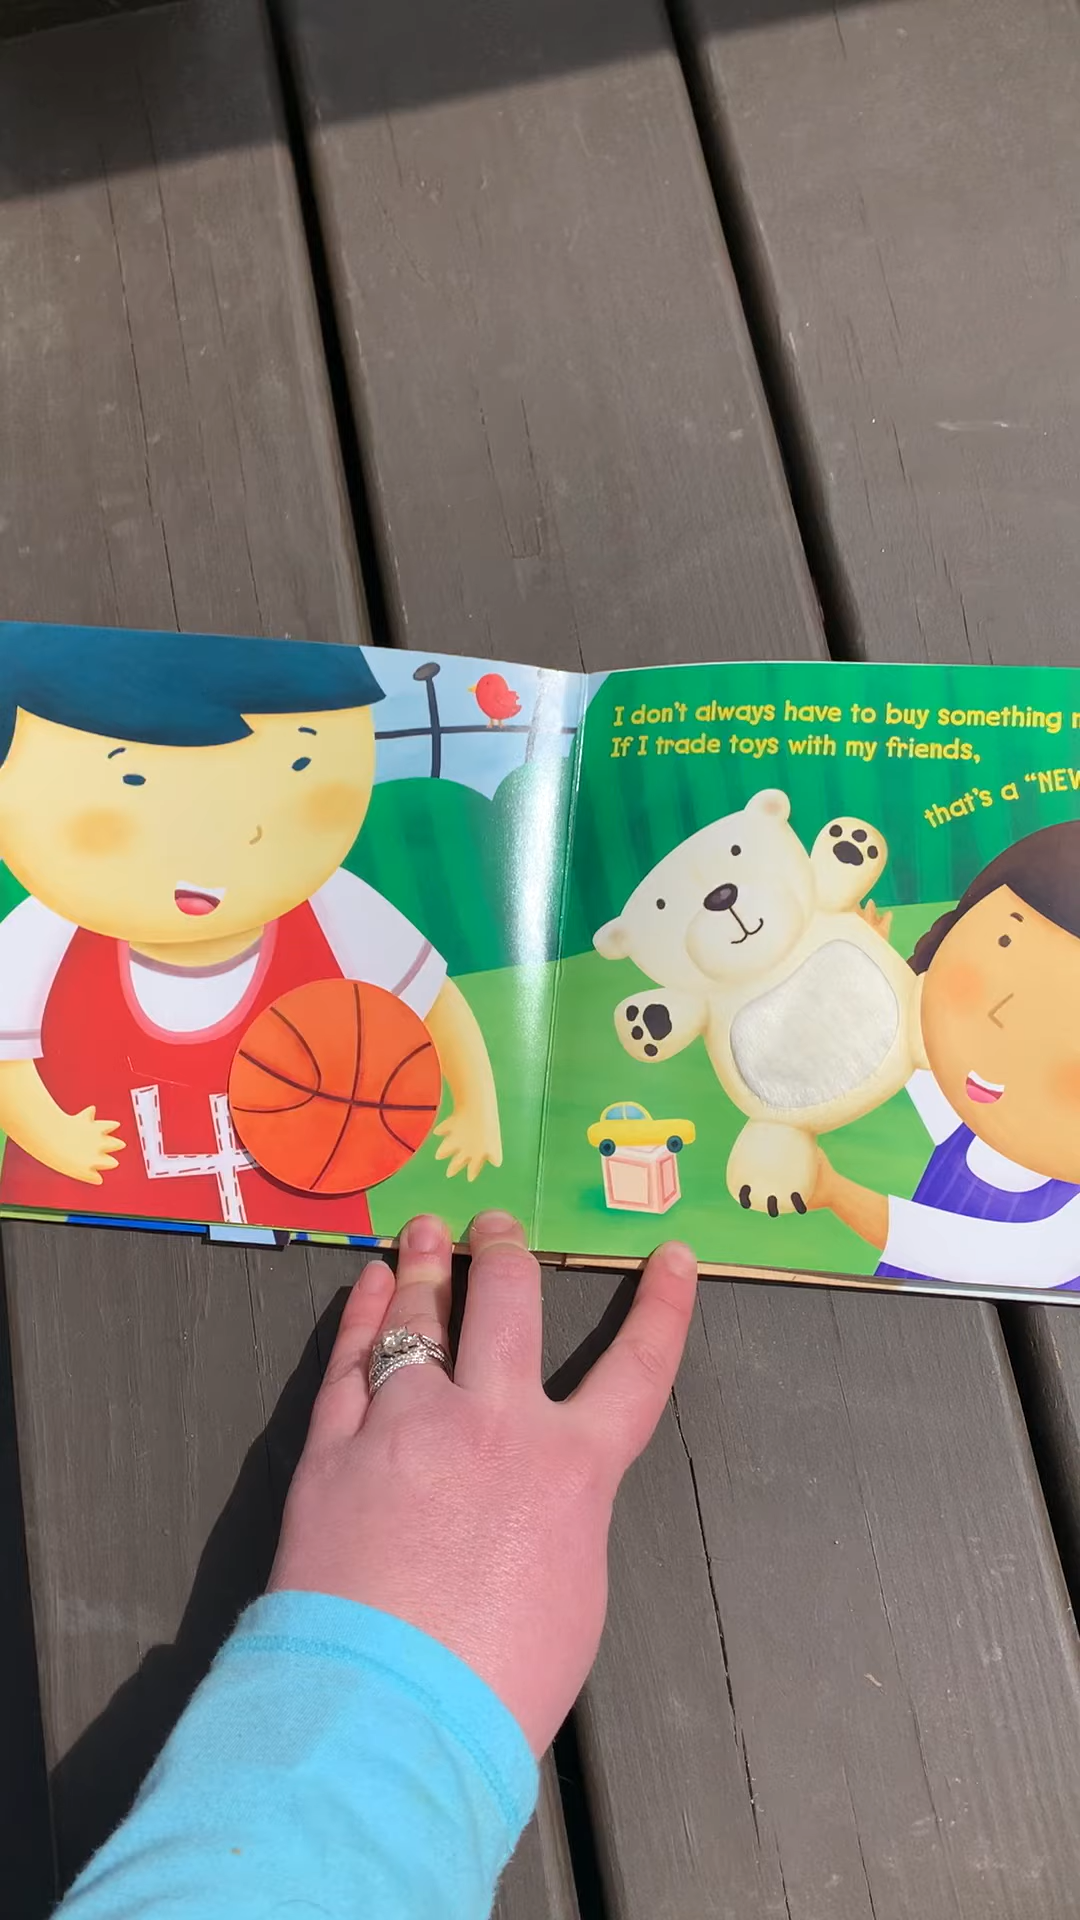 I don't always have to buy something
If I trade toys with my friends,
that's a "NEW
4